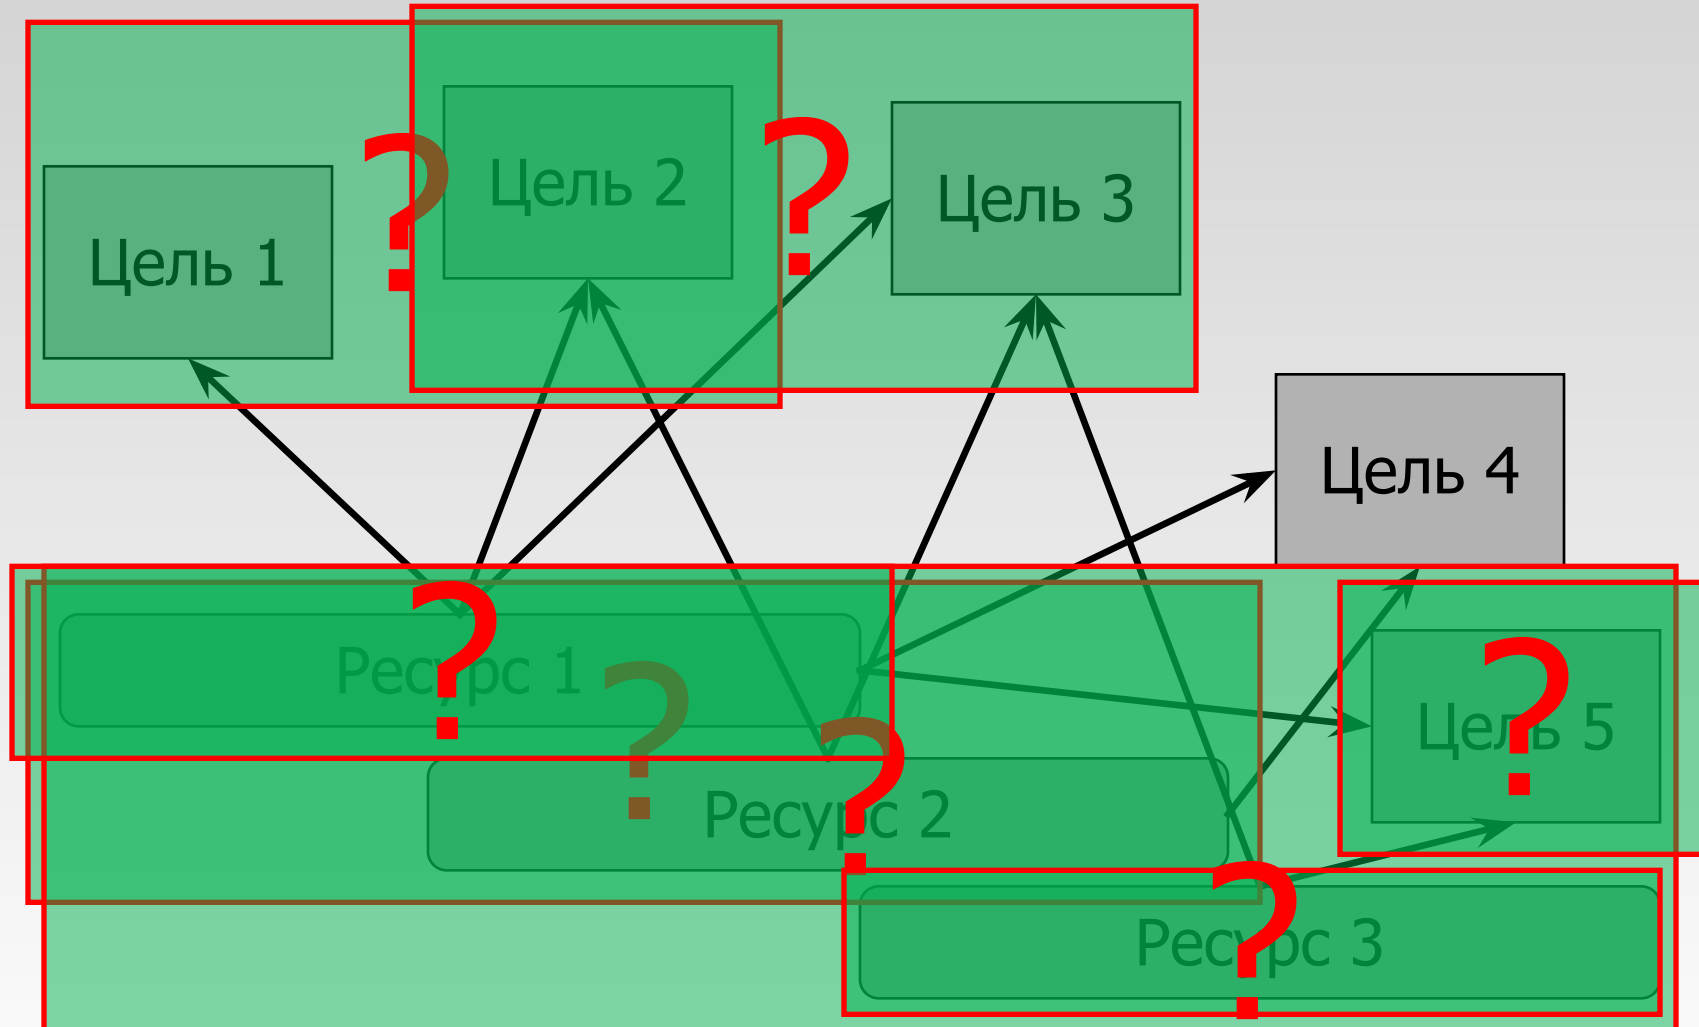 Цель 1
?
Цель 2
?
Цель 3
Цель 4
Ресурс 1
?
?
Цель 5
?
Ресурс 2
?
Ресурс 3
?